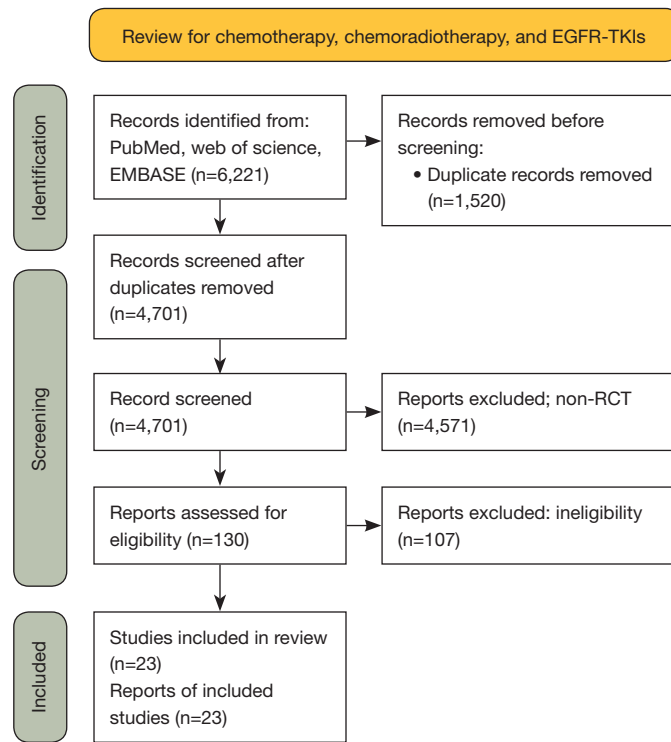 Review for chemotherapy, chemoradiotherapy, and EGFR-TKIs
Identification
Records identified from:
PubMed, web of science,
EMBASE (n=6,221)
Records removed before
screening:
• Duplicate records removed
(n=1,520)
Screening
Records screened after
duplicates removed
(n=4,701)
Record screened
(n=4,701)
Reports excluded; non-RCT
(n=4,571)
Reports assessed for
eligibility (n=130)
Reports excluded: ineligibility
(n=107)
Included
Studies included in review
(n=23)
Reports of included
studies (n=23)